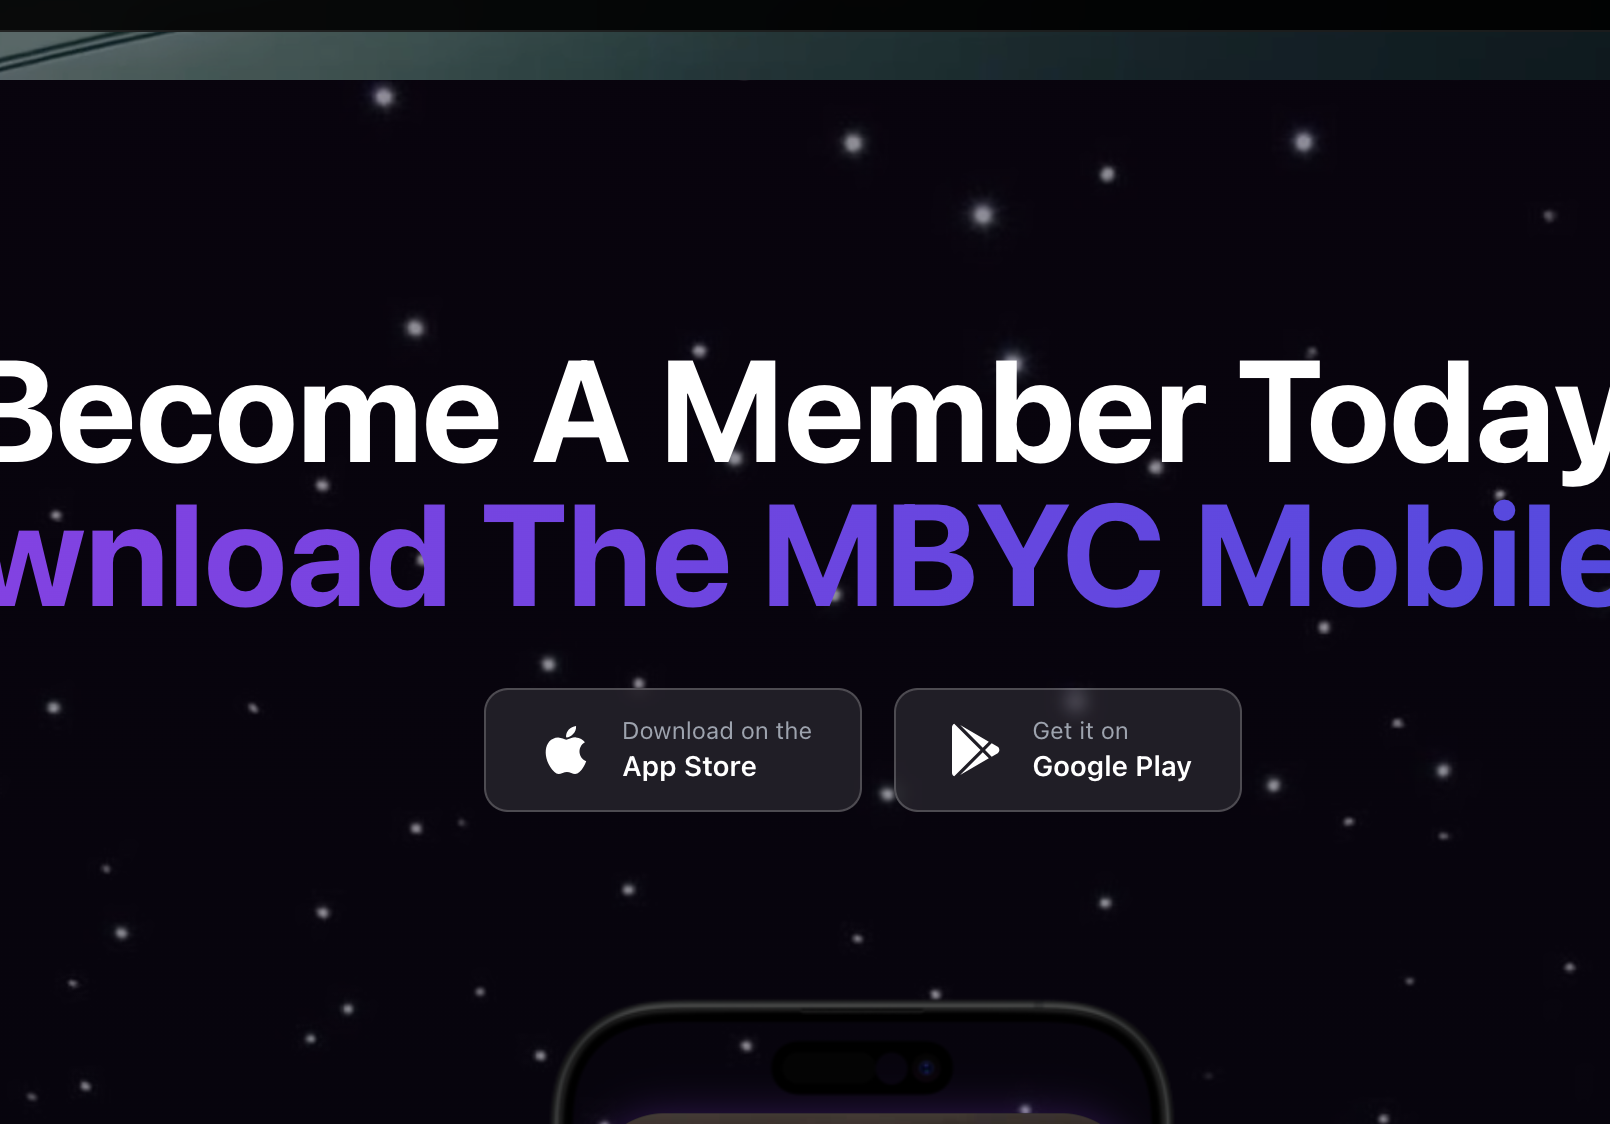 Become A Member Today
wnload The MBYC Mobile
Download on the
App Store
Get it on
Google Play